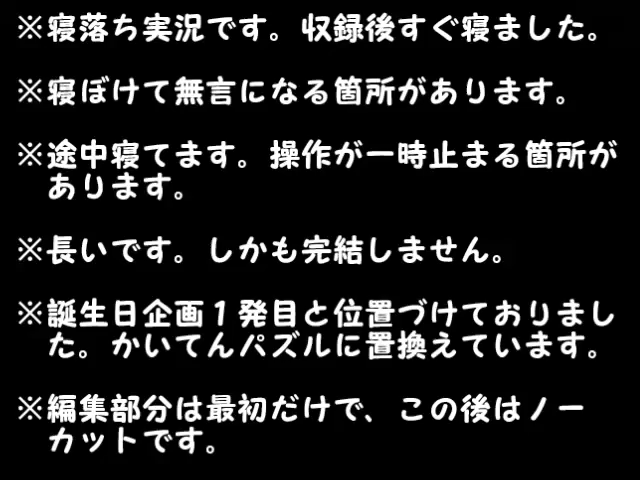 ※寝落ち実況です。収録後すぐ寝ました。
※寝ぼけて無言になる箇所があります。
※途中寝てます。操作が一時止まる箇所が
あります。
※長いです。しかも完結しません。
※誕生日企画１発目と位置づけておりまし
た。かいてんパズルに置換えています。
※編集部分は最初だけで、この後はノー
カットです。